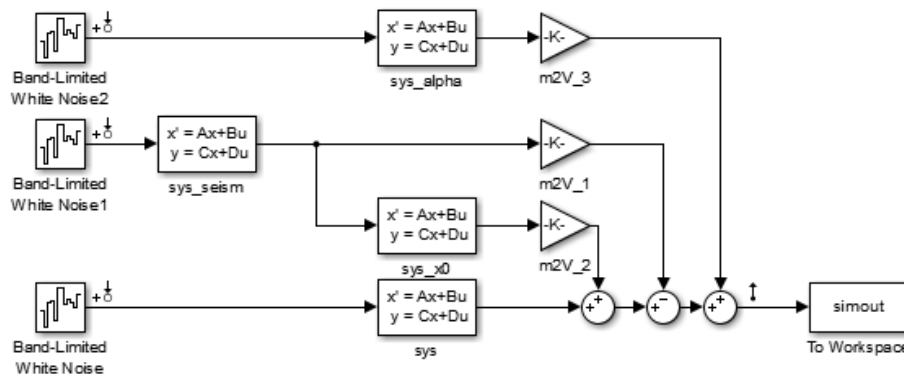 x' = Ax+Bu
y = Cx+Du
-K-
Band-Limited
White Noise2
sys_alpha
m2V_3
x' = Ax+Bu
y = Cx+Du
-K-
Band-Limited
White Noise1
sys_seism
m2V_1
x' = Ax+Bu
y = Cx+Du
-K-
sys_x0
m2V_2
x' = Ax+Bu
y = Cx+Du
simout
Band-Limited
White Noise
sys
To Workspace